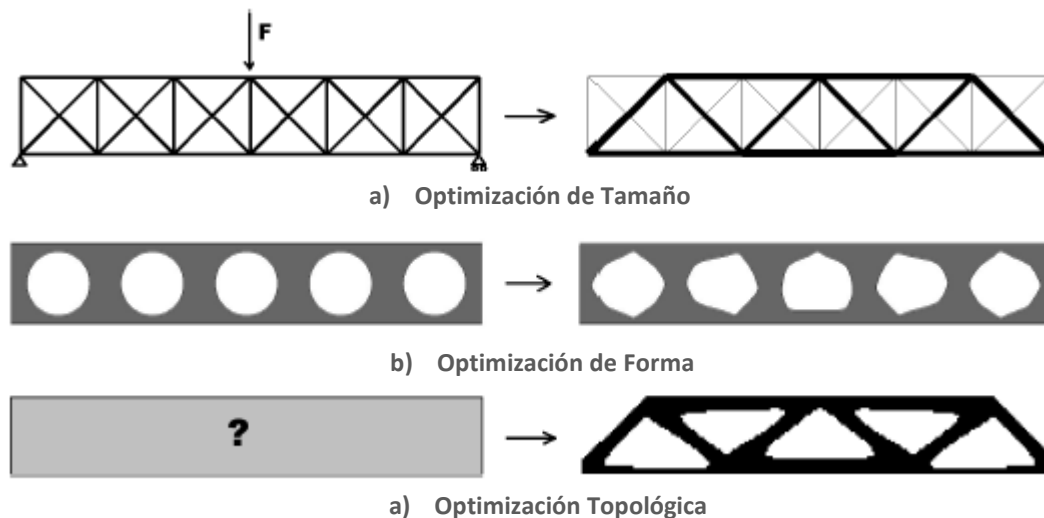 F
a) Optimización de Tamaño
b) Optimización de Forma
?
a) Optimización Topológica